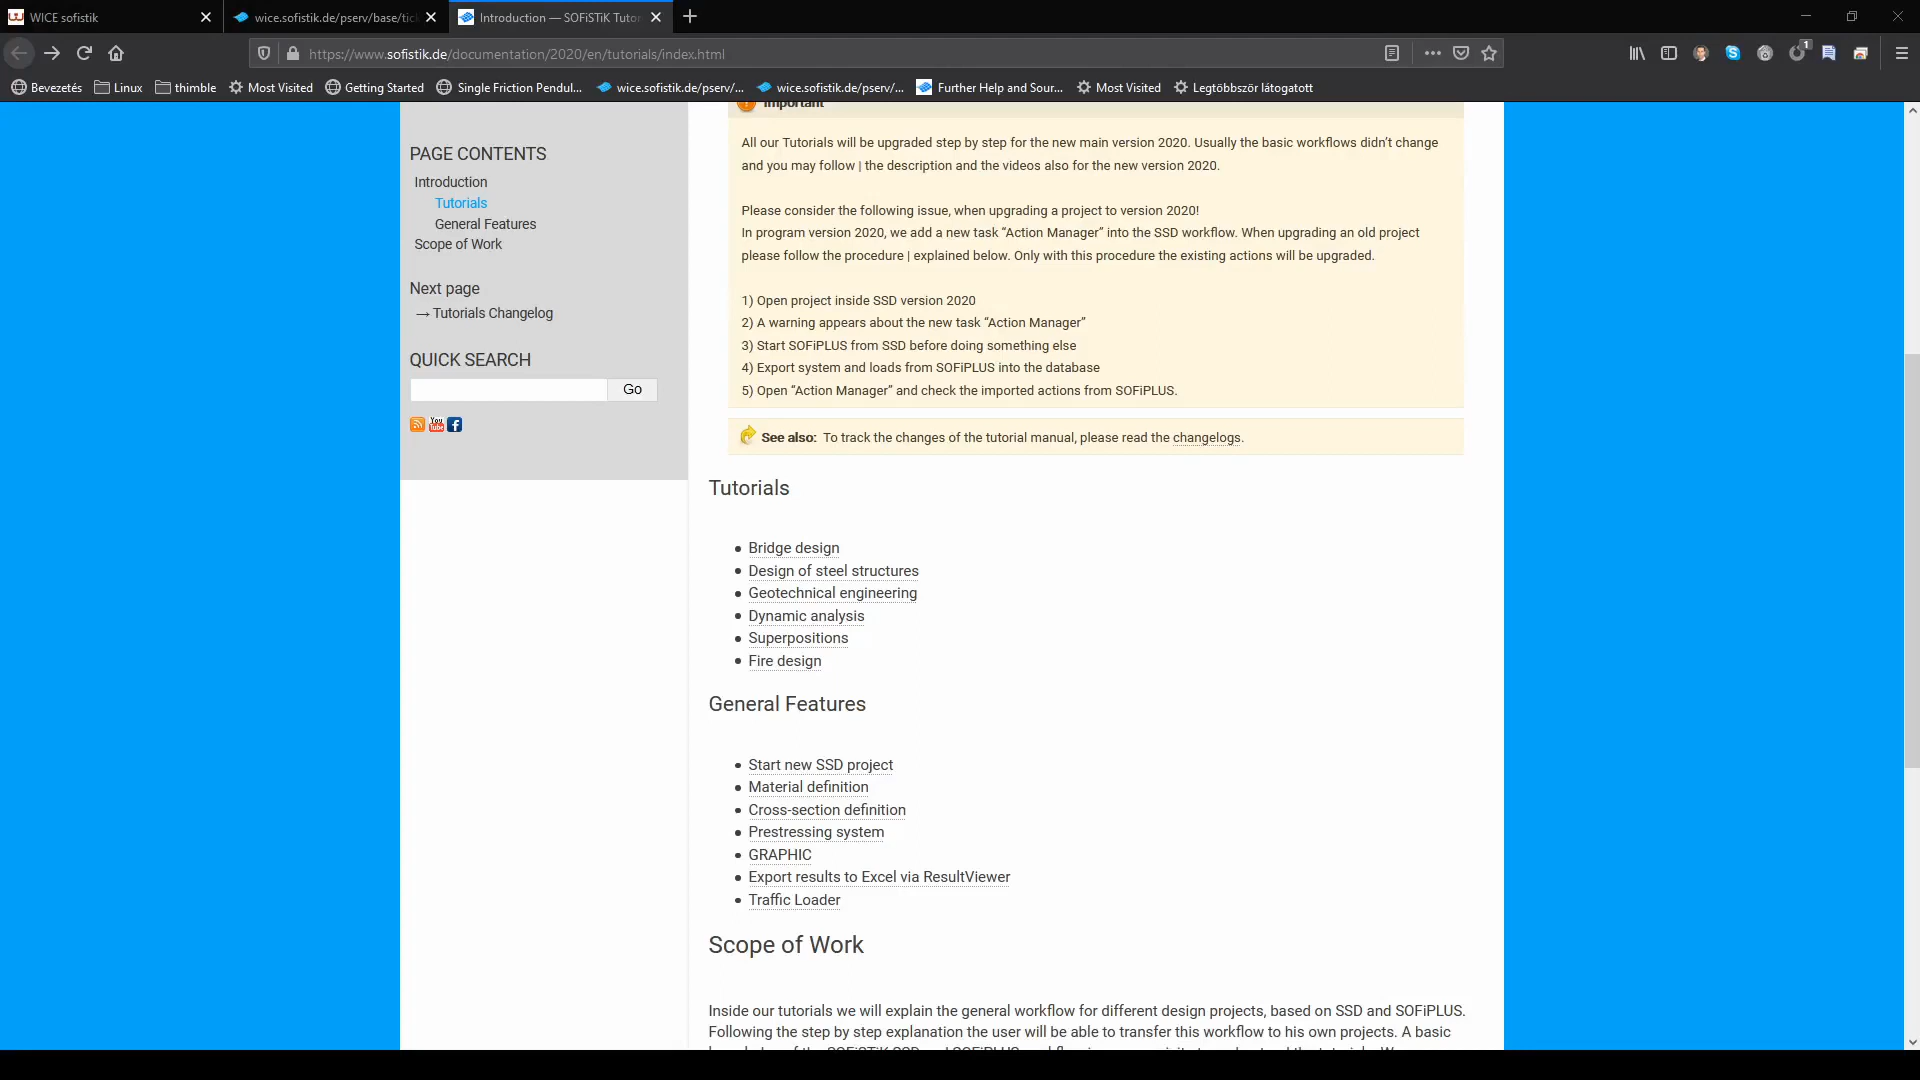 WICE sofistik
wice.sofistik.de/pserv/base/tick
Introduction — SOFiSTiK Tutor
https://www.sofistik.de/documentation/2020/en/tutorials/index.html
1
Bevezetés
Linux
thimble
Most Visited
Getting Started
Single Friction Pendul...
wice.sofistik.de/pserv/...
wice.sofistik.de/pserv/...
Further Help and Sour...
Most Visited
Legtöbbször látogatott
PAGE CONTENTS
Introduction
Tutorials
General Features
Scope of Work
Next page
→ Tutorials Changelog
QUICK SEARCH
Go
You
Tube
Important
All our Tutorials will be upgraded step by step for the new main version 2020. Usually the basic workflows didn’t change
and you may follow | the description and the videos also for the new version 2020.
Please consider the following issue, when upgrading a project to version 2020!
In program version 2020, we add a new task “Action Manager” into the SSD workflow. When upgrading an old project
please follow the procedure | explained below. Only with this procedure the existing actions will be upgraded.
1) Open project inside SSD version 2020
2) A warning appears about the new task “Action Manager”
3) Start SOFiPLUS from SSD before doing something else
4) Export system and loads from SOFiPLUS into the database
5) Open “Action Manager” and check the imported actions from SOFiPLUS.
See also: To track the changes of the tutorial manual, please read the changelogs.
Tutorials
Bridge design
Design of steel structures
Geotechnical engineering
Dynamic analysis
Superpositions
Fire design
General Features
Start new SSD project
Material definition
Cross-section definition
Prestressing system
GRAPHIC
Export results to Excel via ResultViewer
Traffic Loader
Scope of Work
Inside our tutorials we will explain the general workflow for different design projects, based on SSD and SOFiPLUS.
Following the step by step explanation the user will be able to transfer this workflow to his own projects. A basic